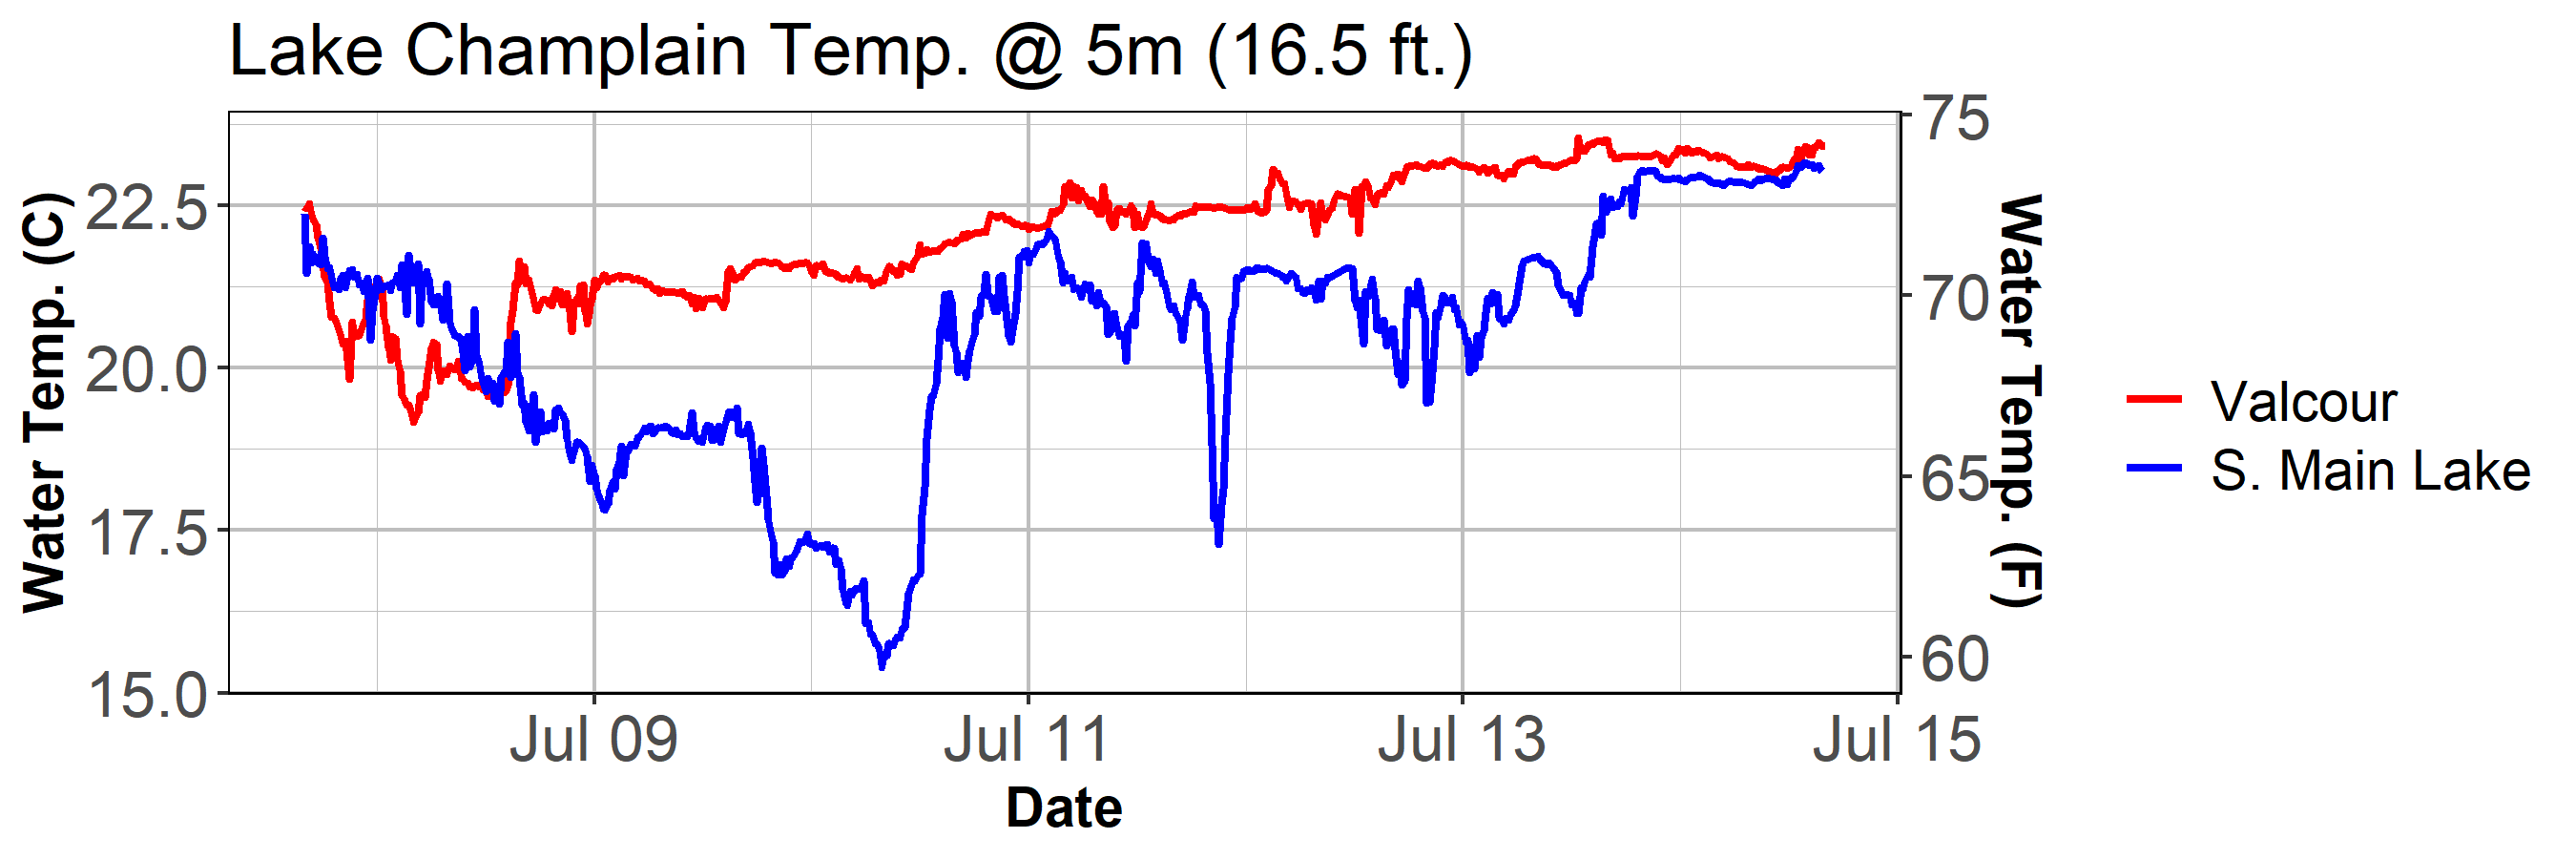 Lake Champlain Temp. @ 5m (16.5 ft.)
Water Temp. (C)
22.5
20.0
17.5
15.0
75
70
65
60
Water Temp. (F)
Jul 09
Jul 11
Jul 13
Jul 15
Date
Valcour
S. Main Lake